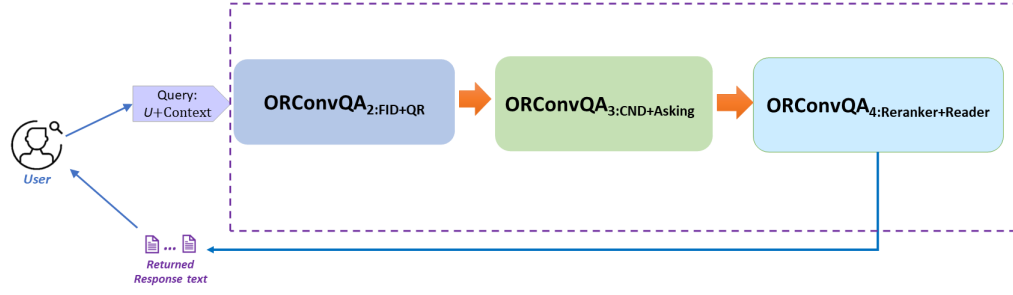 Query:
U+Context
ORConvQA2:FID+QR
ORConvQA3:CND+Asking
ORConvQA4:Reranker+Reader
User
...
Returned
Response text